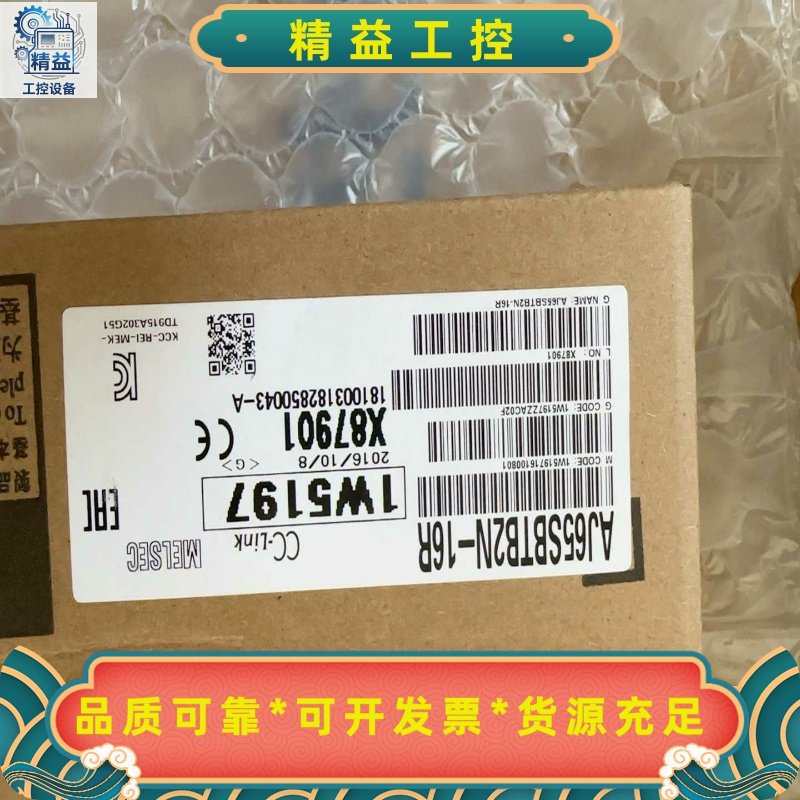 精益工控
精益
工控设备
AJ65SBTB2N-16R
MELSEC
CC-Link
1W5197
2016/10/8
<G>
X87901
181003182850043-A
M CODE: 1W519716100801
G CODE: 1W5197ZZAC02F
L NO.: X87901
G NAME: AJ65SBTB2N-16R
KCC-REI-MEK-
TD915A302G51
品质可靠*可开发票*货源充足